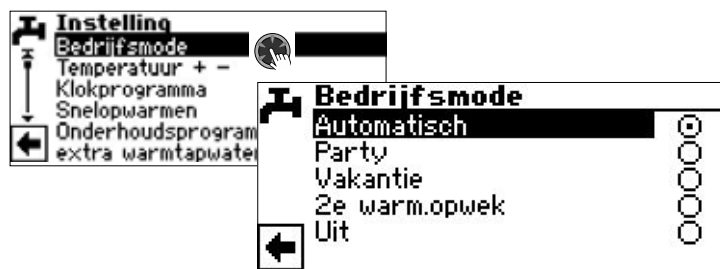 Instelling
Bedrijfsmode
Temperatuur + -
Klokprogramma
Snelopwarmen
Onderhoudsprogram
extra warmtapwater
Bedrijfsmode
Automatisch
Party
Vakantie
2e warm.opwek
Uit